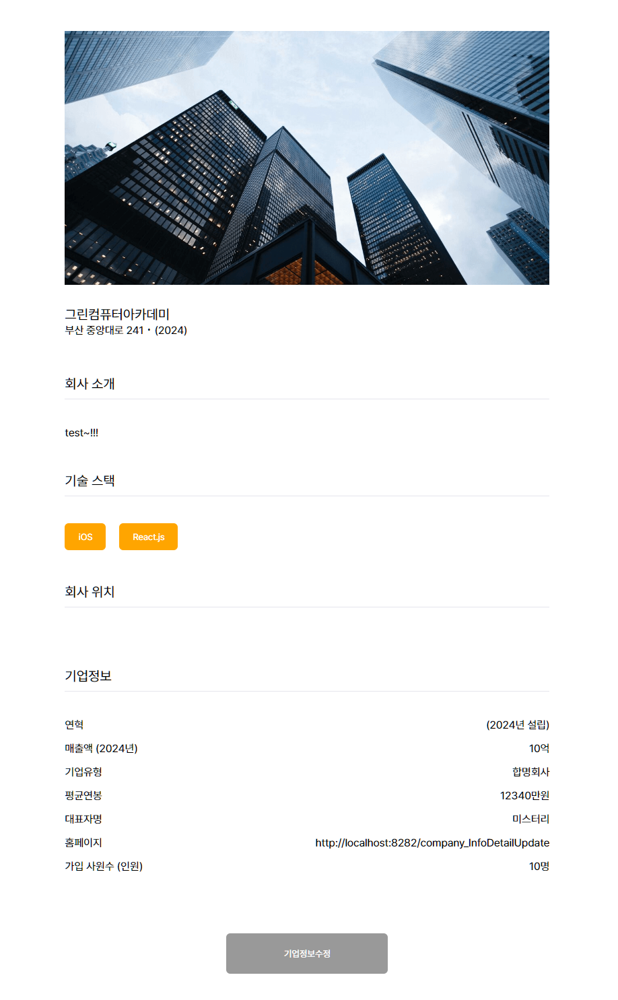 그린컴퓨터아카데미
부산 중앙대로 241 · (2024)
회사 소개
test~!!!
기술 스택
iOS React.js
회사 위치
기업정보
연혁 (2024년 설립)
매출액 (2024년) 10억
기업유형 합명회사
평균연봉 12340만원
대표자명 미스터리
홈페이지 http://localhost:8282/company_InfoDetailUpdate
가입 사원수 (인원) 10명
기업정보수정